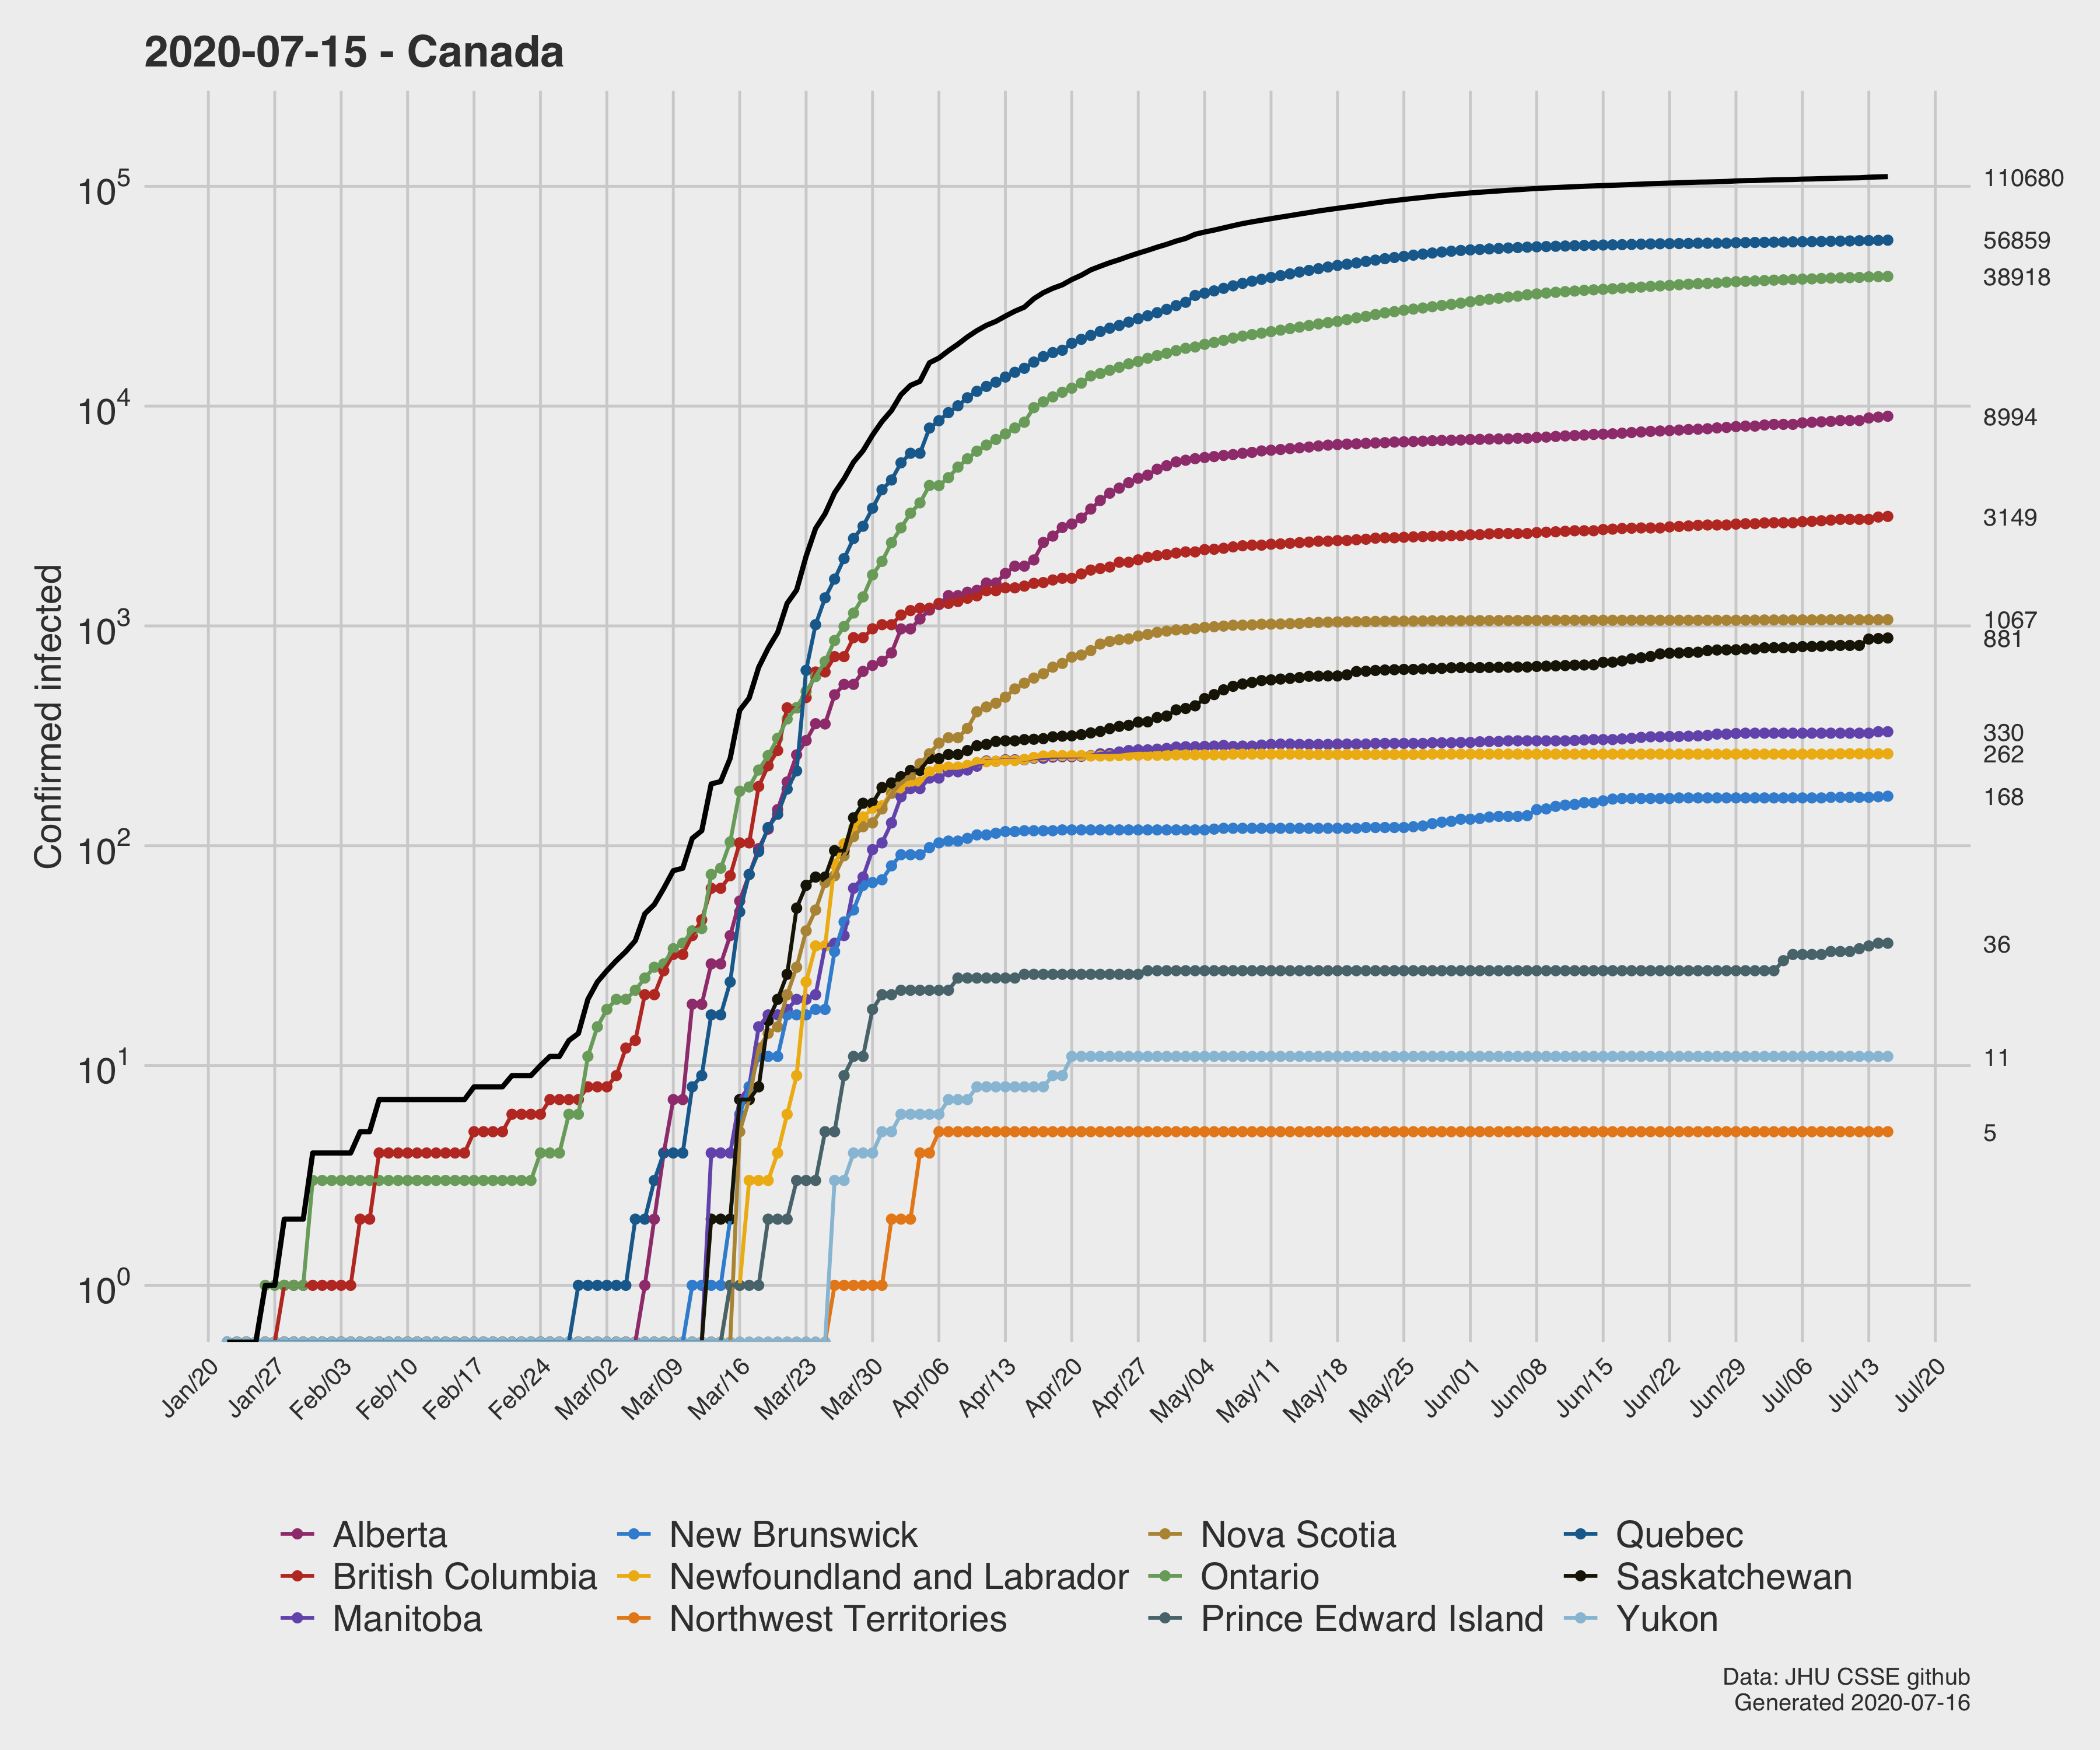 2020-07-15 - Canada
Confirmed infected
10^5
10^4
10^3
10^2
10^1
10^0
110680
56859
38918
8994
3149
1067
881
330
262
168
36
11
5
Jan/20 Jan/27 Feb/03 Feb/10 Feb/17 Feb/24 Mar/02 Mar/09 Mar/16 Mar/23 Mar/30 Apr/06 Apr/13 Apr/20 Apr/27 May/04 May/11 May/18 May/25 Jun/01 Jun/08 Jun/15 Jun/22 Jun/29 Jul/06 Jul/13 Jul/20
Alberta New Brunswick Nova Scotia Quebec
British Columbia Newfoundland and Labrador Ontario Saskatchewan
Manitoba Northwest Territories Prince Edward Island Yukon
Data: JHU CSSE github
Generated 2020-07-16